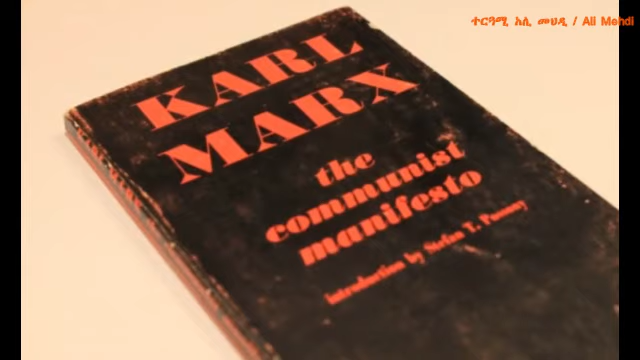 ተርጓሚ አሊ መህዲ / Ali Mehdi
KARL
MARX
the
communist
manifesto
introduction by Stefan T. Possony